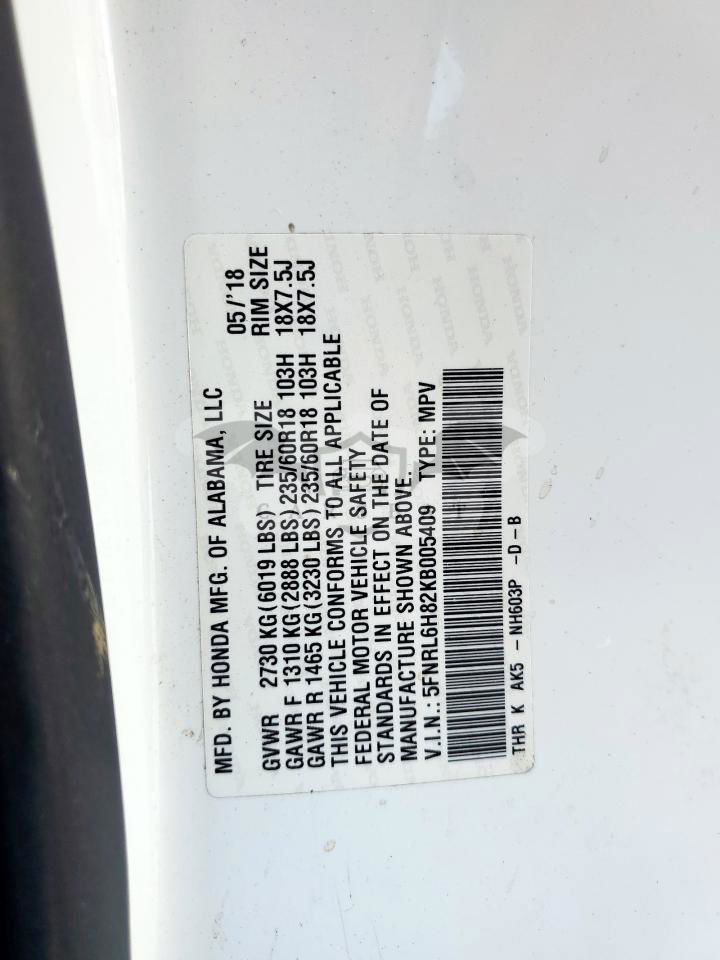 MFD. BY HONDA MFG. OF ALABAMA, LLC 05/'18
GVWR 2730 KG(6019 LBS) TIRE SIZE RIM SIZE
GAWR F 1310 KG(2888 LBS)235/60R18 103H 18X7.5J
GAWR R 1465 KG(3230 LBS)235/60R18 103H 18X7.5J
THIS VEHICLE CONFORMS TO ALL APPLICABLE
FEDERAL MOTOR VEHICLE SAFETY
STANDARDS IN EFFECT ON THE DATE OF
MANUFACTURE SHOWN ABOVE.
V.I.N.:5FNRL6H82KB005409 TYPE: MPV
THR K AK5 - NH603P -D-B